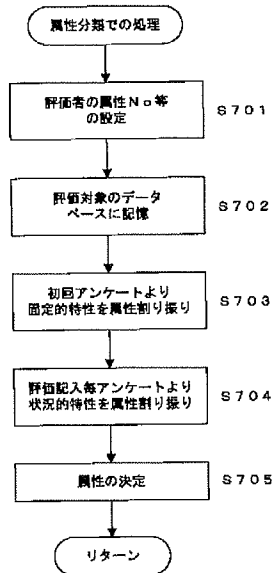 属性分類での処理
評価者の属性No等
の設定
S701
評価対象のデータ
ベースに記憶
S702
初回アンケートより
固定的特性を属性割り振り
S703
評価記入毎アンケートより
状況的特性を属性割り振り
S704
属性の決定
S705
リターン